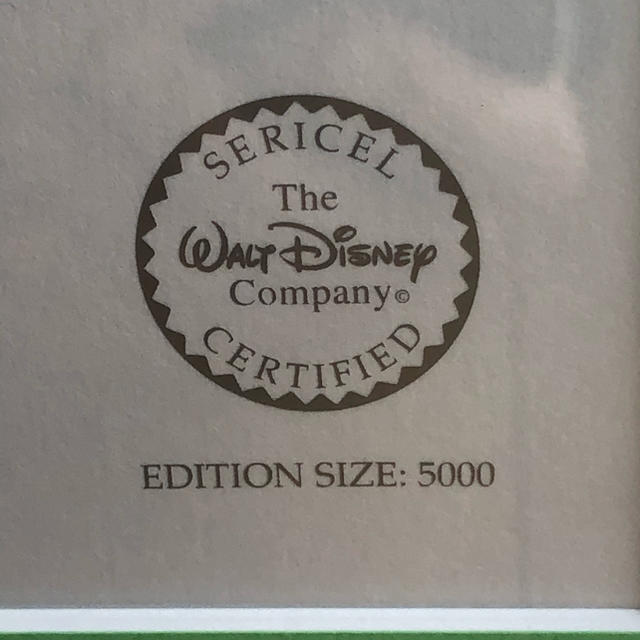 SERICEL
The
WALT DISNEY
Company©
CERTIFIED
EDITION SIZE: 5000